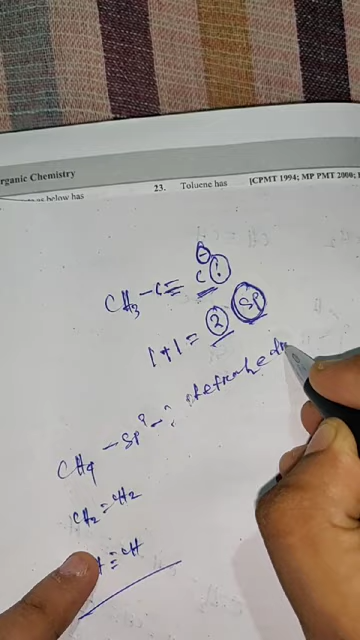 rganic Chemistry
as below has
23. Toluene has [CPMT 1994; MP PMT 2000;
CH3 – C ≡ C⊖ :
1+1 = 2 SP
CH4 – SP3 –
CH2 = CH2
≡ CH